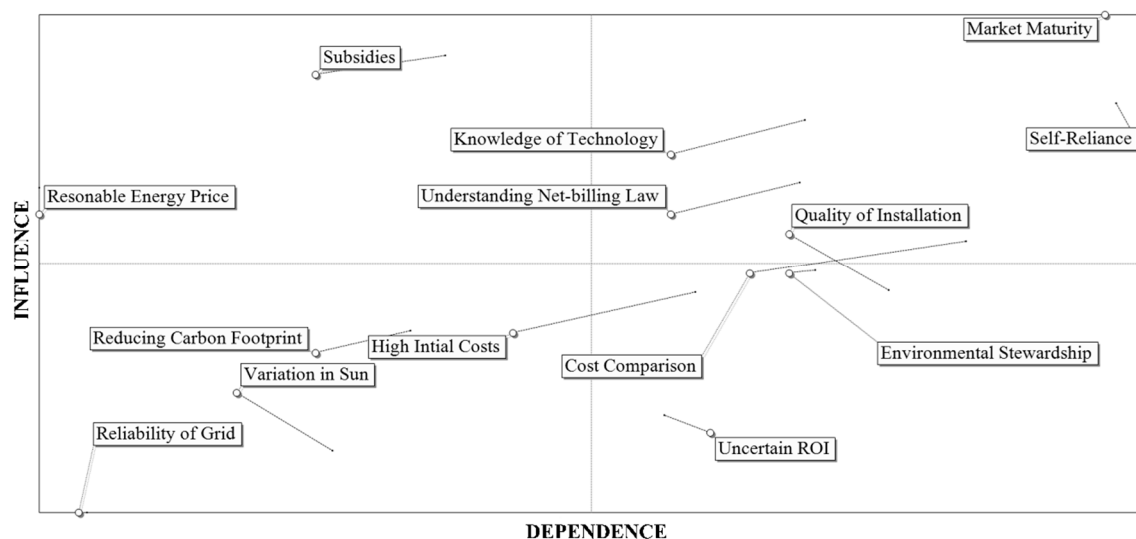 Market Maturity
Subsidies
Knowledge of Technology
Self-Reliance
Resonable Energy Price
Understanding Net-billing Law
Quality of Installation
INFLUENCE
Reducing Carbon Footprint
High Intial Costs
Cost Comparison
Environmental Stewardship
Variation in Sun
Reliability of Grid
Uncertain ROI
DEPENDENCE